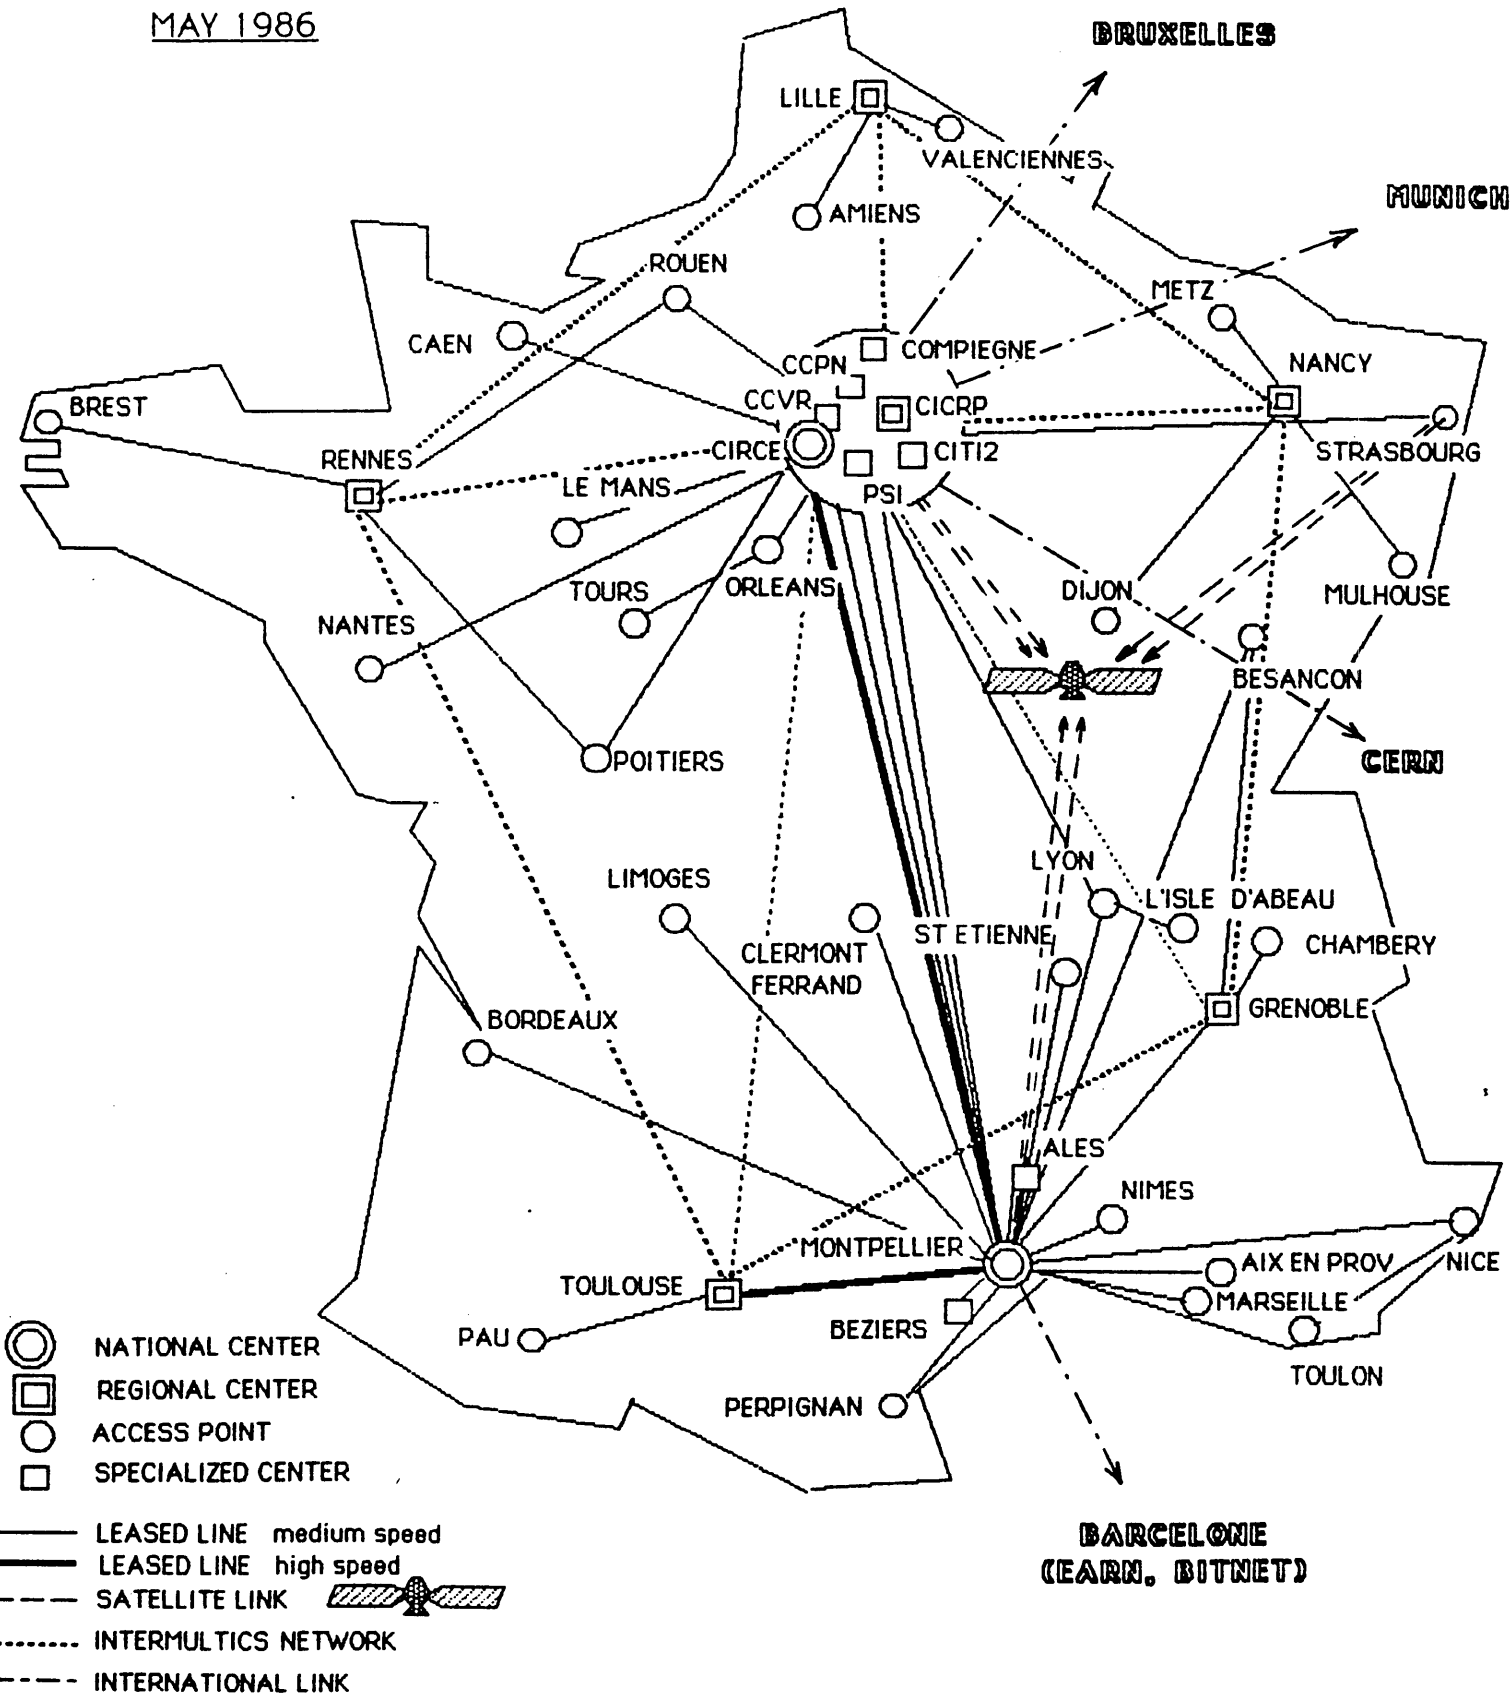 MAY 1986
BRUXELLES
LILLE
VALENCIENNES
MUNICH
AMIENS
ROUEN
METZ
CAEN
COMPIEGNE
NANCY
CCPN
BREST
CCVR
CICRP
RENNES
CIRCE
CITI2
STRASBOURG
LE MANS
PSI
TOURS
ORLEANS
DIJON
MULHOUSE
NANTES
BESANCON
POITIERS
CERN
LYON
LIMOGES
L'ISLE D'ABEAU
ST ETIENNE
CHAMBERY
CLERMONT
FERRAND
GRENOBLE
BORDEAUX
ALES
NIMES
MONTPELLIER
AIX EN PROV
NICE
TOULOUSE
MARSEILLE
BEZIERS
PAU
TOULON
PERPIGNAN
NATIONAL CENTER
REGIONAL CENTER
ACCESS POINT
SPECIALIZED CENTER
LEASED LINE medium speed
LEASED LINE high speed
SATELLITE LINK
INTERMULTICS NETWORK
INTERNATIONAL LINK
BARCELONE
(EARN, BITNET)